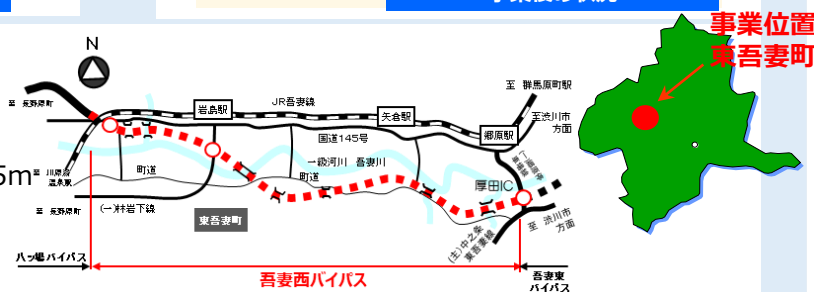 事業位置
東吾妻町
N
至 長野原町
岩島駅
JR吾妻線
矢倉駅
至 群馬原町駅
郷原駅
至渋川市
方面
国道145号
一級河川 吾妻川
町道
町道
5m
至 川原湯
温泉駅
厚田IC
至 長野原町
(一)林岩下線
東吾妻町
(主)中之条
東吾妻線
至 渋川市
方面
八ッ場バイパス
吾妻西バイパス
吾妻東
バイパス